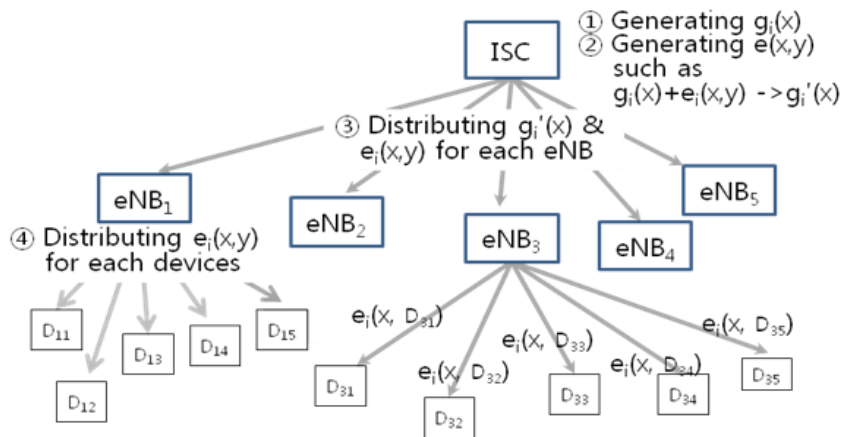 ① Generating gᵢ(x)
② Generating e(x,y)
such as
gᵢ(x)+eᵢ(x,y) ->gᵢ'(x)
ISC
③ Distributing gᵢ'(x) &
eᵢ(x,y) for each eNB
eNB₁
eNB₂
eNB₃
eNB₄
eNB₅
④ Distributing eᵢ(x,y)
for each devices
D₁₁
D₁₂
D₁₃
D₁₄
D₁₅
eᵢ(x, D₃₁)
eᵢ(x, D₃₂)
eᵢ(x, D₃₃)
eᵢ(x, D₃₄)
eᵢ(x, D₃₅)
D₃₁
D₃₂
D₃₃
D₃₄
D₃₅